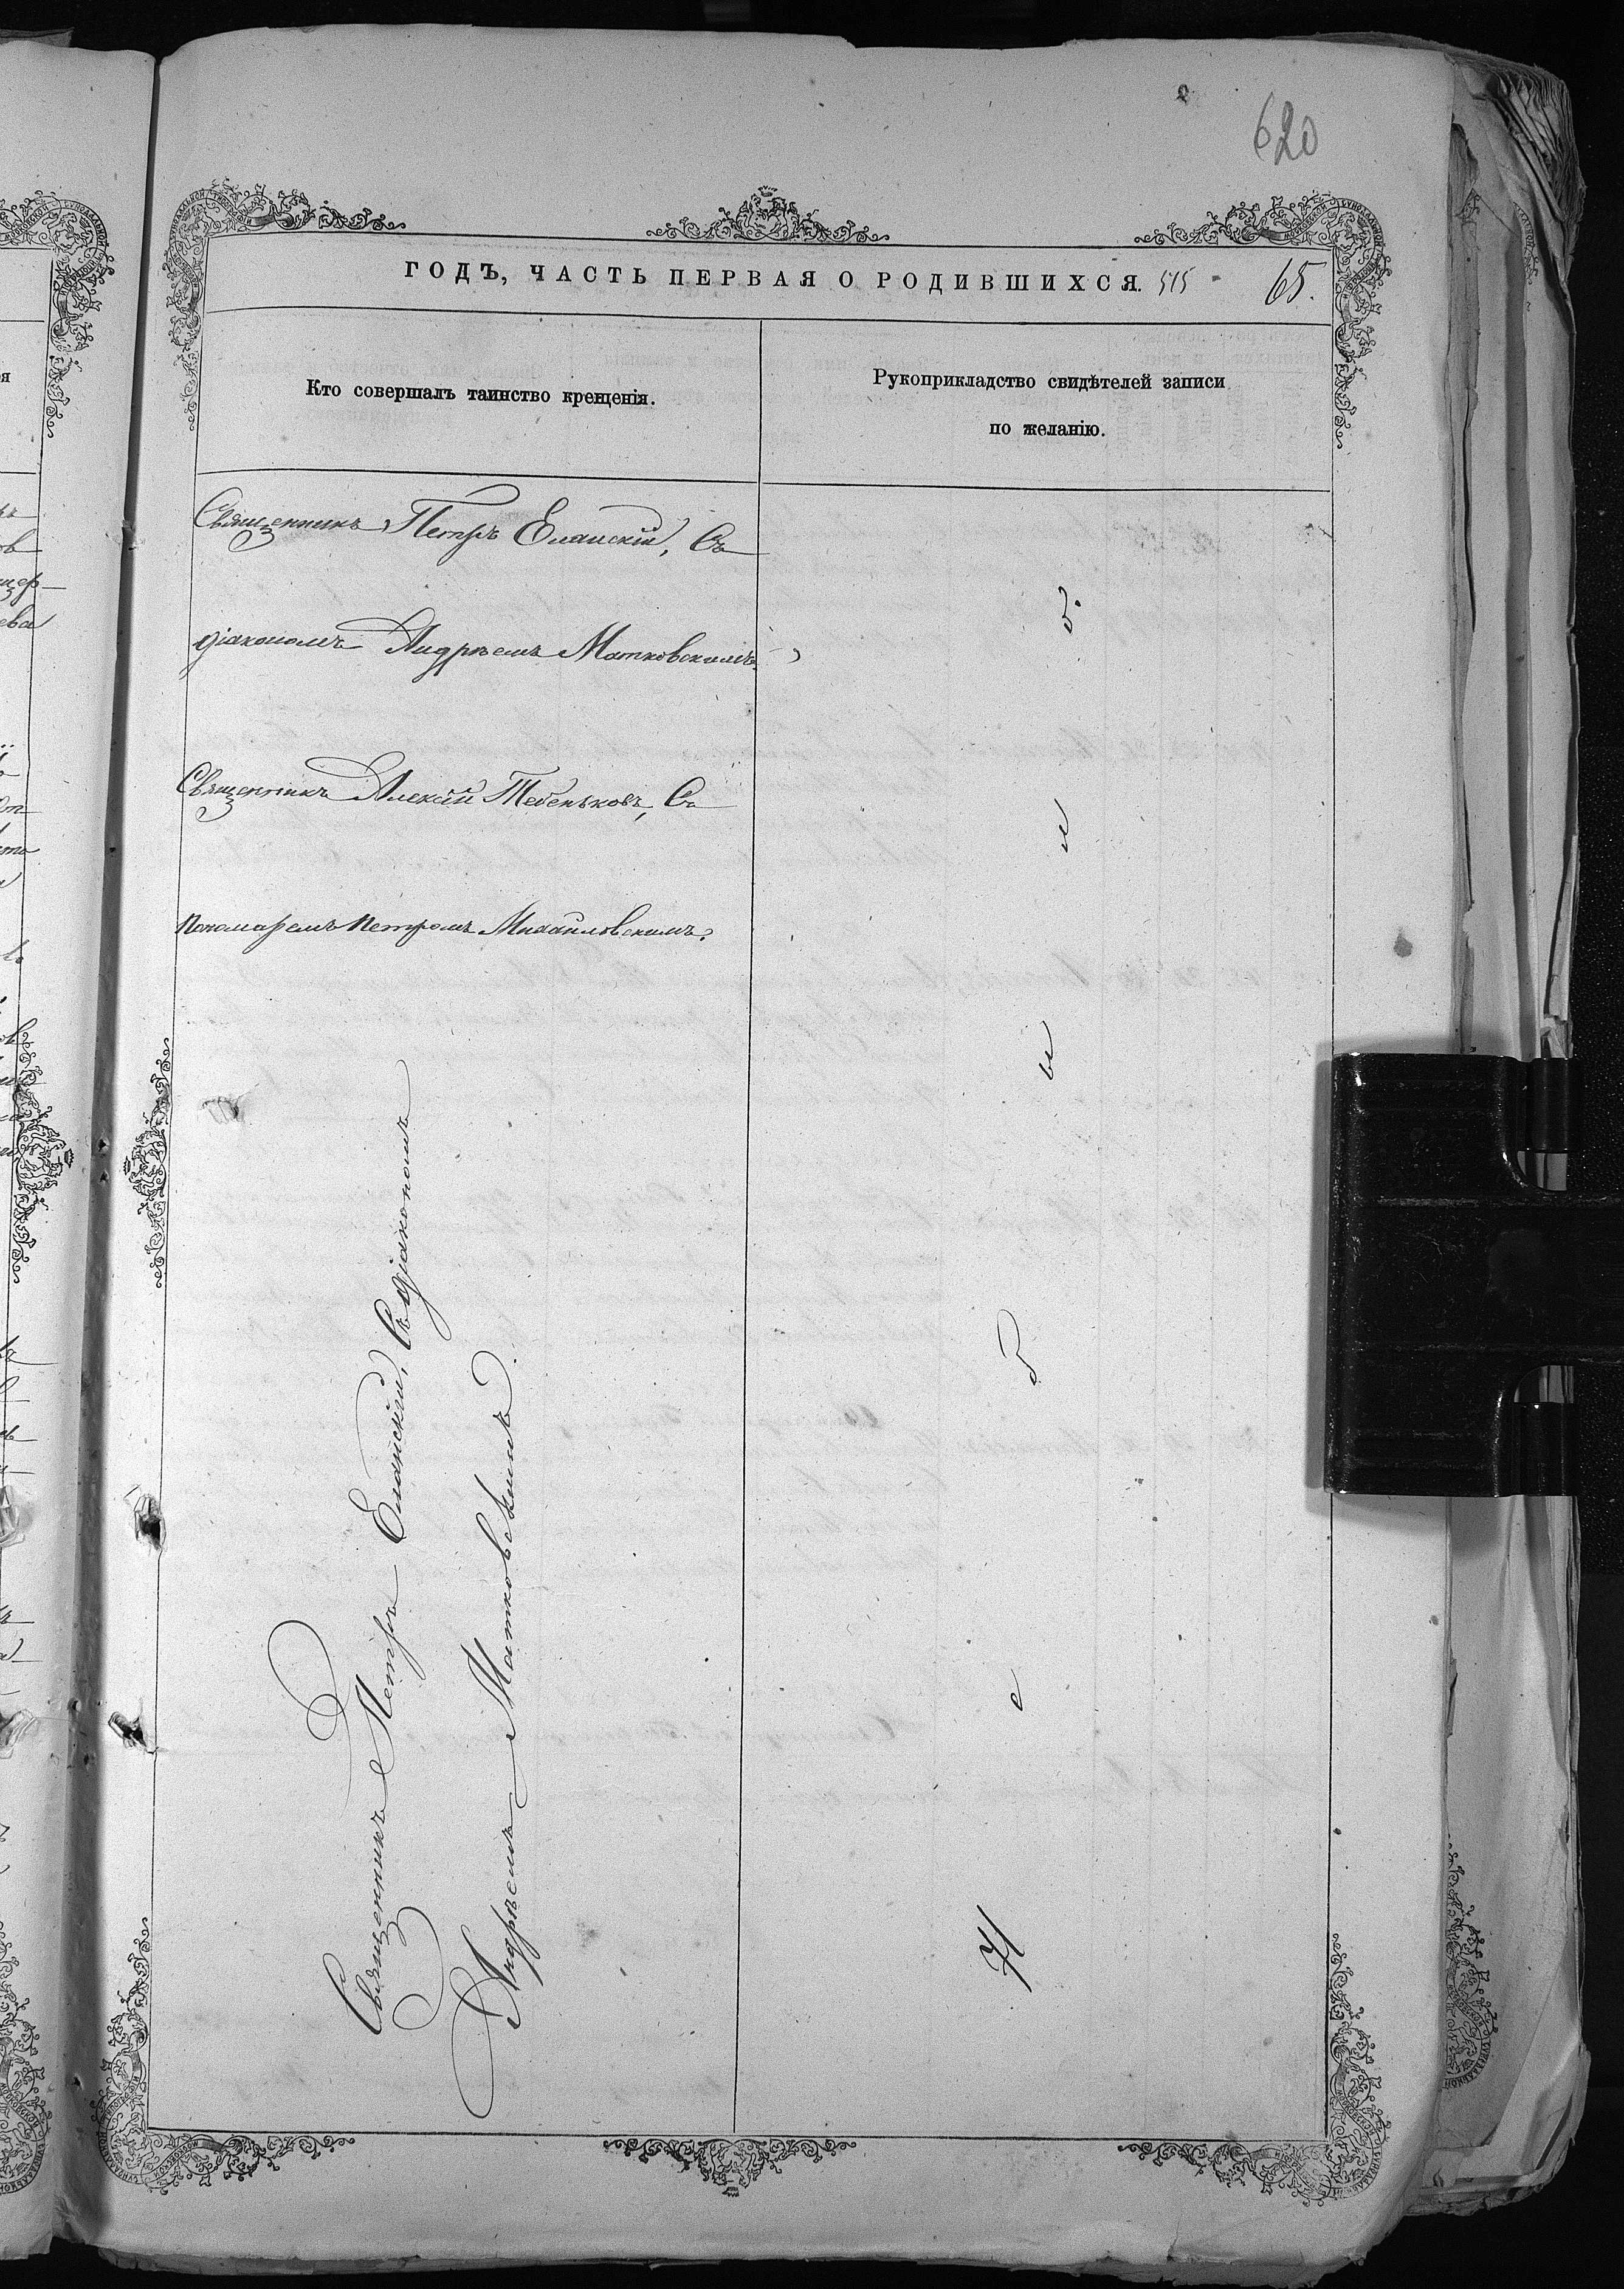 620
ГОДЪ, ЧАСТЬ ПЕРВАЯ О РОДИВШИХСЯ. 515 65.
Кто совершалъ таинство крещенія.
Рукоприкладство свидѣтелей записи
по желанію.
Священникъ Петръ Еланскій, Съ
діакономъ Андреемъ Матковскимъ
Священникъ Алексій Тебеньковъ, Съ
пономаремъ Петромъ Михайловскимъ.
Священникъ Петръ Еланскій, Съ діакономъ
Андреемъ Матковскимъ.
Н е б ы л о.